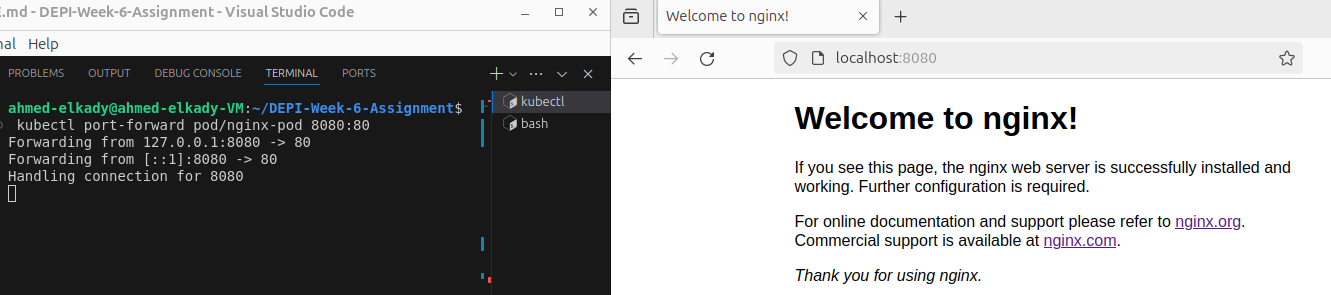 E.md - DEPI-Week-6-Assignment - Visual Studio Code
nal Help
PROBLEMS OUTPUT DEBUG CONSOLE TERMINAL PORTS
ahmed-elkady@ahmed-elkady-VM:~/DEPI-Week-6-Assignment$
kubectl port-forward pod/nginx-pod 8080:80
Forwarding from 127.0.0.1:8080 -> 80
Forwarding from [::1]:8080 -> 80
Handling connection for 8080
kubectl
bash
Welcome to nginx!
localhost:8080
Welcome to nginx!
If you see this page, the nginx web server is successfully installed and
working. Further configuration is required.
For online documentation and support please refer to nginx.org.
Commercial support is available at nginx.com.
Thank you for using nginx.